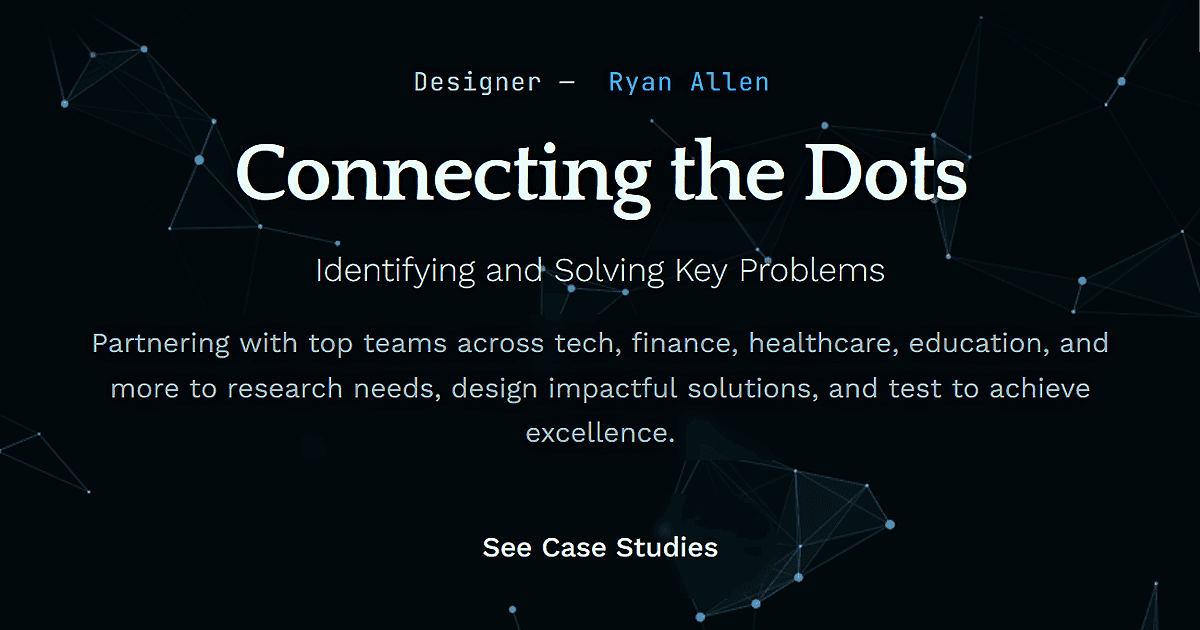 Designer — Ryan Allen
Connecting the Dots
Identifying and Solving Key Problems
Partnering with top teams across tech, finance, healthcare, education, and
more to research needs, design impactful solutions, and test to achieve
excellence.
See Case Studies